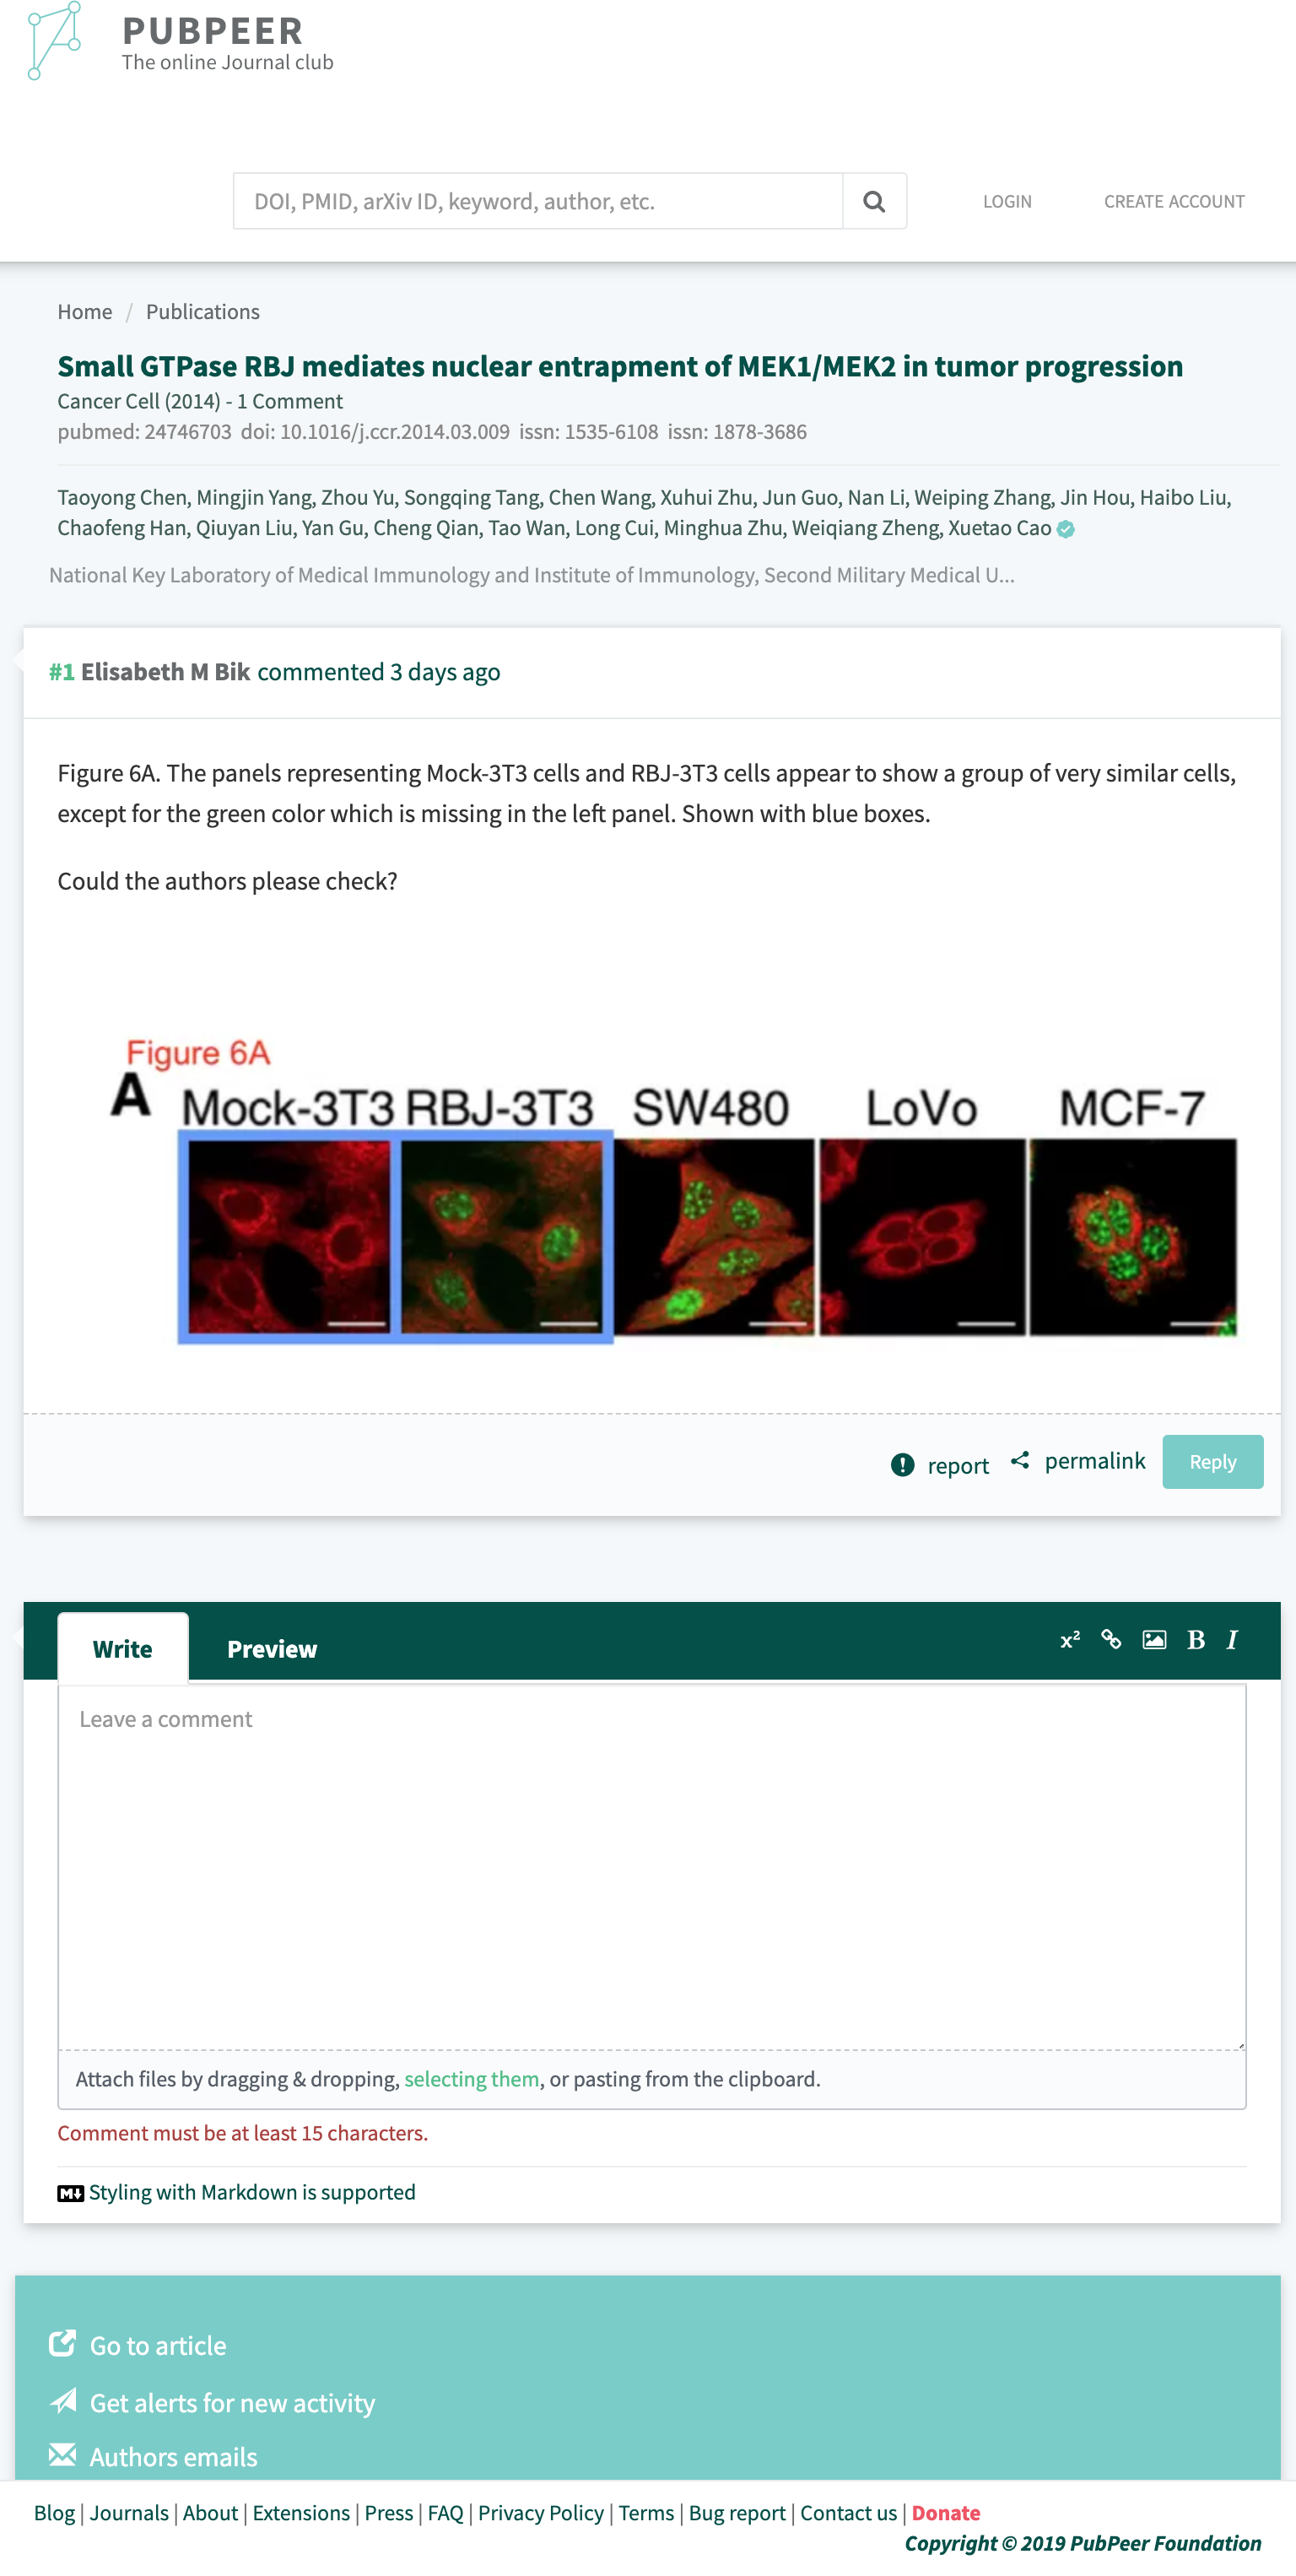 PUBPEER
The online Journal club
DOI, PMID, arXiv ID, keyword, author, etc.
LOGIN
CREATE ACCOUNT
Home / Publications
Small GTPase RBJ mediates nuclear entrapment of MEK1/MEK2 in tumor progression
Cancer Cell (2014) - 1 Comment
pubmed: 24746703 doi: 10.1016/j.ccr.2014.03.009 issn: 1535-6108 issn: 1878-3686
Taoyong Chen, Mingjin Yang, Zhou Yu, Songqing Tang, Chen Wang, Xuhui Zhu, Jun Guo, Nan Li, Weiping Zhang, Jin Hou, Haibo Liu,
Chaofeng Han, Qiuyan Liu, Yan Gu, Cheng Qian, Tao Wan, Long Cui, Minghua Zhu, Weiqiang Zheng, Xuetao Cao
National Key Laboratory of Medical Immunology and Institute of Immunology, Second Military Medical U...
#1 Elisabeth M Bik commented 3 days ago
Figure 6A. The panels representing Mock-3T3 cells and RBJ-3T3 cells appear to show a group of very similar cells,
except for the green color which is missing in the left panel. Shown with blue boxes.
Could the authors please check?
Figure 6A
A
Mock-3T3 RBJ-3T3 SW480 LoVo MCF-7
report
permalink
Reply
Write
Preview
x²
B
I
Leave a comment
Attach files by dragging & dropping, selecting them, or pasting from the clipboard.
Comment must be at least 15 characters.
Styling with Markdown is supported
Go to article
Get alerts for new activity
Authors emails
Blog | Journals | About | Extensions | Press | FAQ | Privacy Policy | Terms | Bug report | Contact us | Donate
Copyright © 2019 PubPeer Foundation